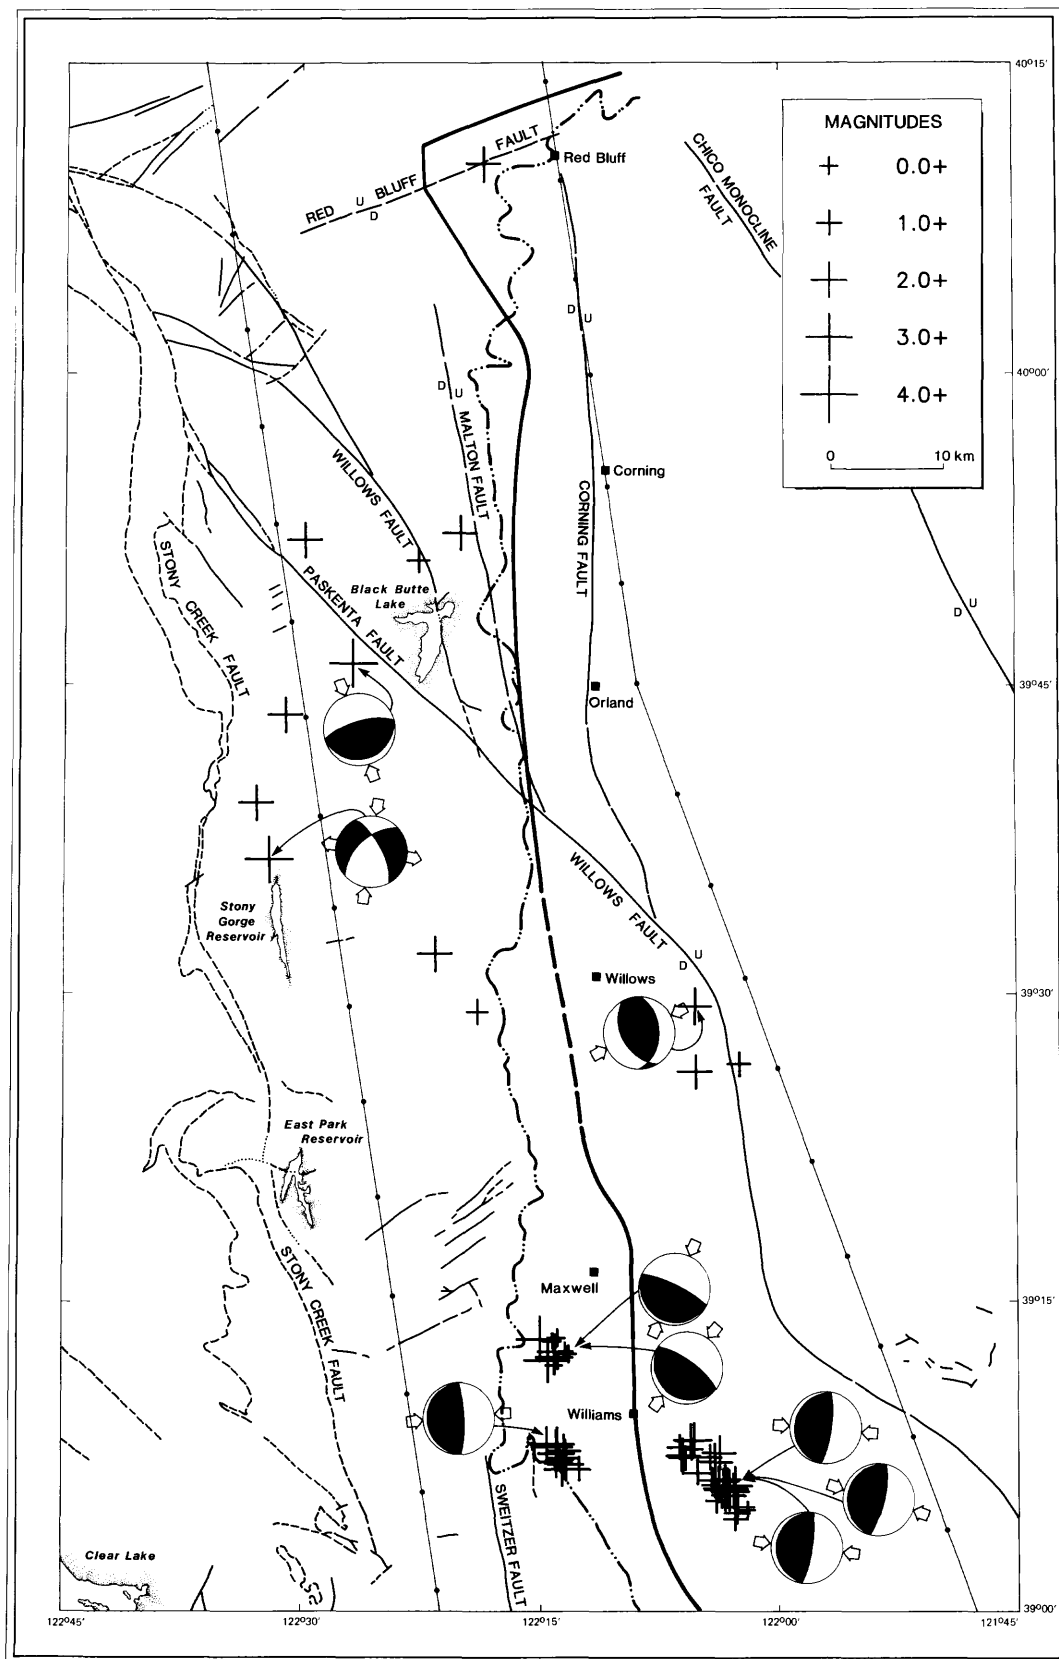 40°15'
MAGNITUDES
0.0+
1.0+
2.0+
3.0+
4.0+
0 10 km
RED BLUFF FAULT
U
D
Red Bluff
CHICO MONOCLINE
FAULT
D U
40°00'
D U
MALTON FAULT
WILLOWS FAULT
Corning
CORNING FAULT
STONY CREEK FAULT
PASKENTA FAULT
Black Butte
Lake
U
D
39°45'
Orland
WILLOWS FAULT
Stony
Gorge
Reservoir
U
D
Willows
39°30'
East Park
Reservoir
STONY CREEK FAULT
Maxwell
39°15'
Williams
SWEITZER FAULT
Clear Lake
39°00'
122°45' 122°30' 122°15' 122°00' 121°45'